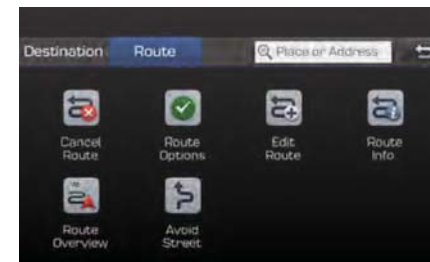 Destination Route Place or Address
Cancel Route Edit Route
Route Options Route Info
Route Avoid
Overview Street